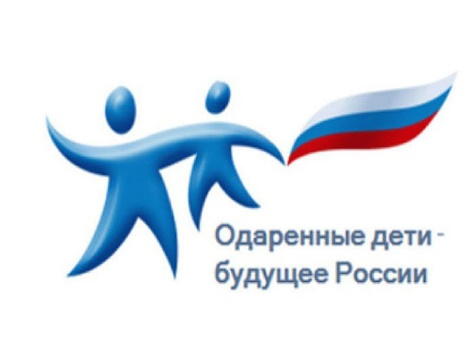 Одаренные дети -
будущее России